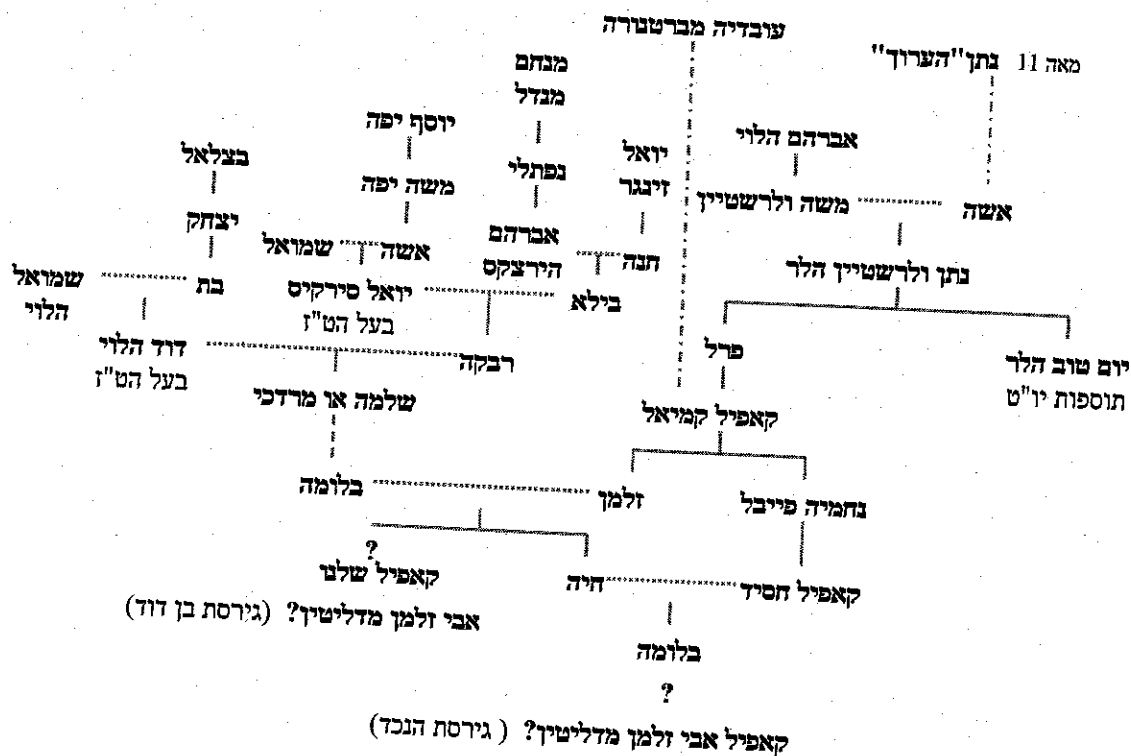 עובדיה מברטנורה
מאה 11 נתן "הערוך"
מנחם
מנדל
יוסף יפה
אברהם הלוי
יואל
זינגר
בצלאל
נפתלי
משה יפה
משה ולרשטיין
אשה
יצחק
אברהם
הירצקס
אשה
שמואל
חנה
נתן ולרשטיין הלר
שמואל
הלוי
בת
יואל סירקיס
בעל הט"ז
בילא
דוד הלוי
בעל הט"ז
רבקה
פרל
יום טוב הלר
תוספות יו"ט
שלמה או מרדכי
קאפיל קמיאל
בלומה
זלמן
נחמיה פייבל
?
קאפיל שלנו
אבי זלמן מדליטין? (גירסת בן דוד)
חיה
קאפיל חסיד
בלומה
?
קאפיל אבי זלמן מדליטין? ( גירסת הנכד)